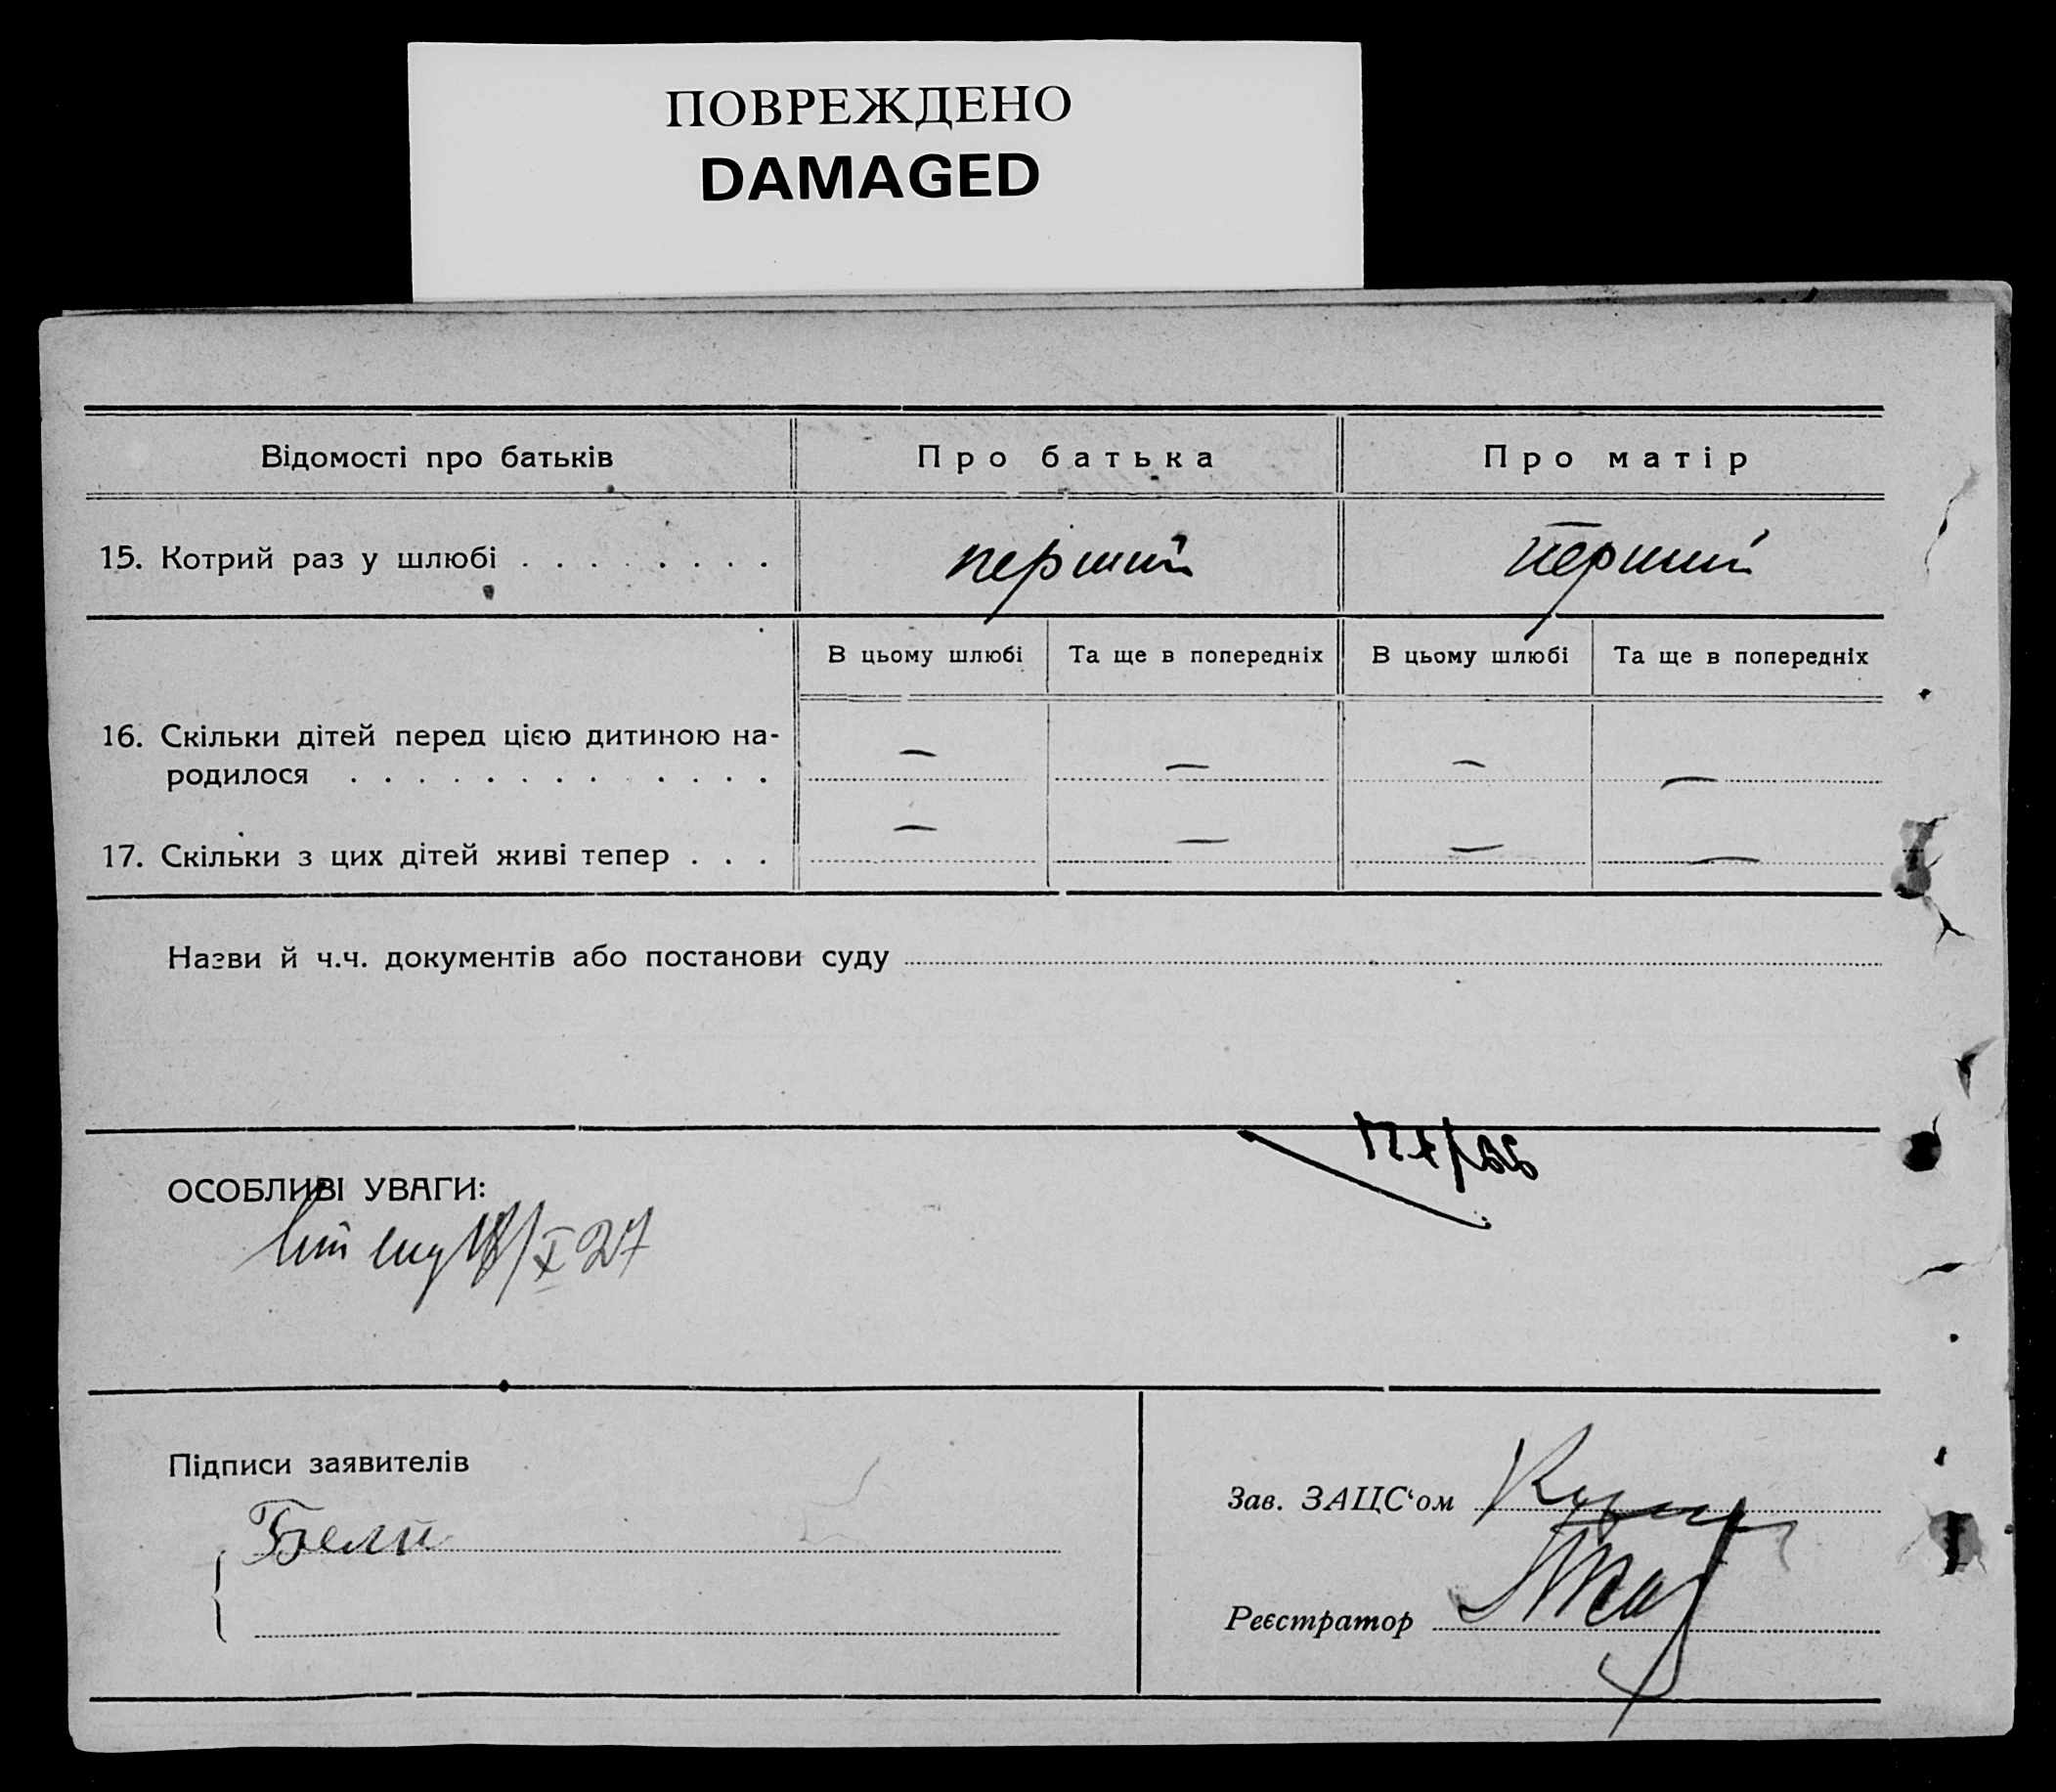 ПОВРЕЖДЕНО
DAMAGED
Відомості про батьків
Про батька
Про матір
15. Котрий раз у шлюбі . . . . . . . .
перший
перший
В цьому шлюбі
Та ще в попередніх
В цьому шлюбі
Та ще в попередніх
16. Скільки дітей перед цією дитиною на-
родилося . . . . . . . . . . . . .
— — — —
17. Скільки з цих дітей живі тепер . . .
— — — —
Назви й ч.ч. документів або постанови суду
ОСОБЛИВІ УВАГИ:
X 27
Підписи заявителів
Зав. ЗАЦС‘ом
Реєстратор